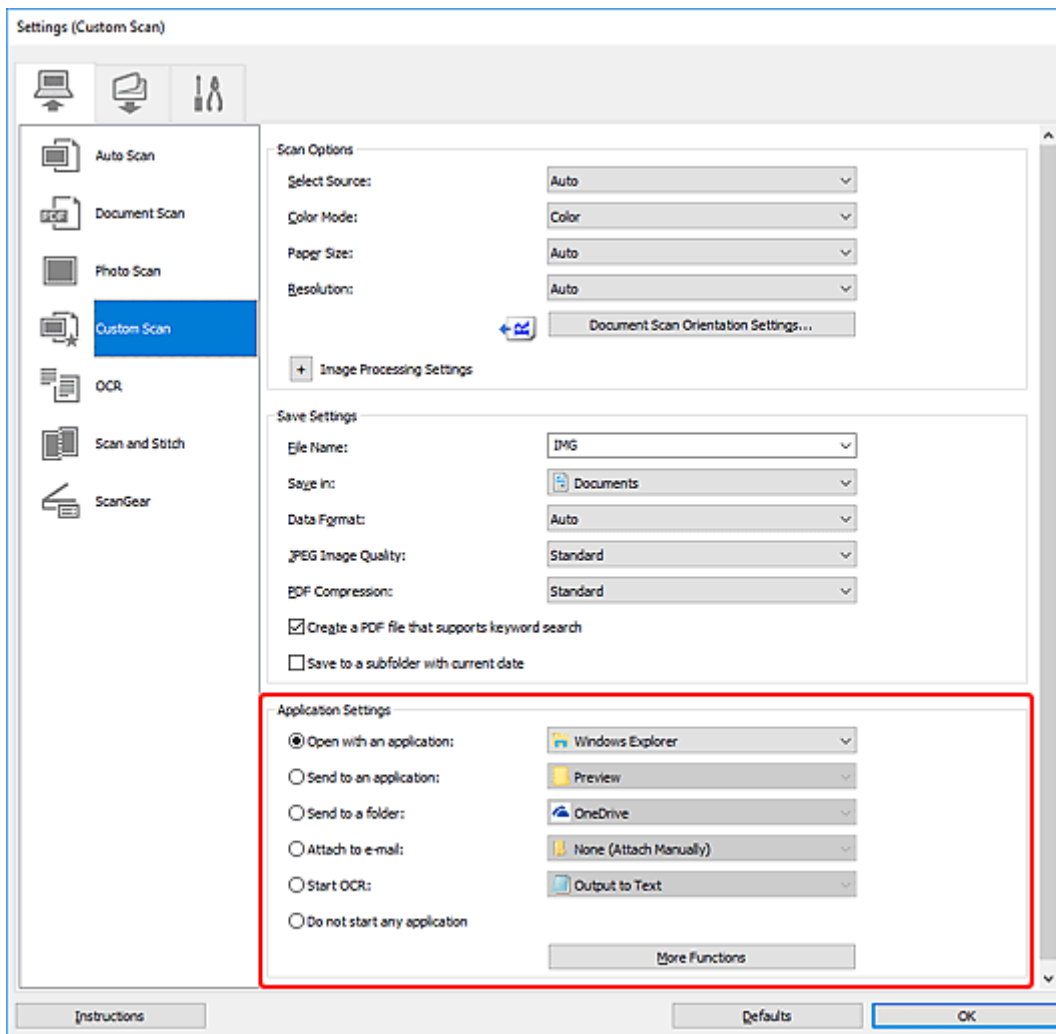 Settings (Custom Scan)
Auto Scan
Document Scan
Photo Scan
Custom Scan
OCR
Scan and Stitch
ScanGear
Scan Options
Select Source: Auto
Color Mode: Color
Paper Size: Auto
Resolution: Auto
Document Scan Orientation Settings...
+ Image Processing Settings
Save Settings
File Name: IMG
Save in: Documents
Data Format: Auto
JPEG Image Quality: Standard
PDF Compression: Standard
Create a PDF file that supports keyword search
Save to a subfolder with current date
Application Settings
Open with an application: Windows Explorer
Send to an application: Preview
Send to a folder: OneDrive
Attach to e-mail: None (Attach Manually)
Start OCR: Output to Text
Do not start any application
More Functions
Instructions Defaults OK